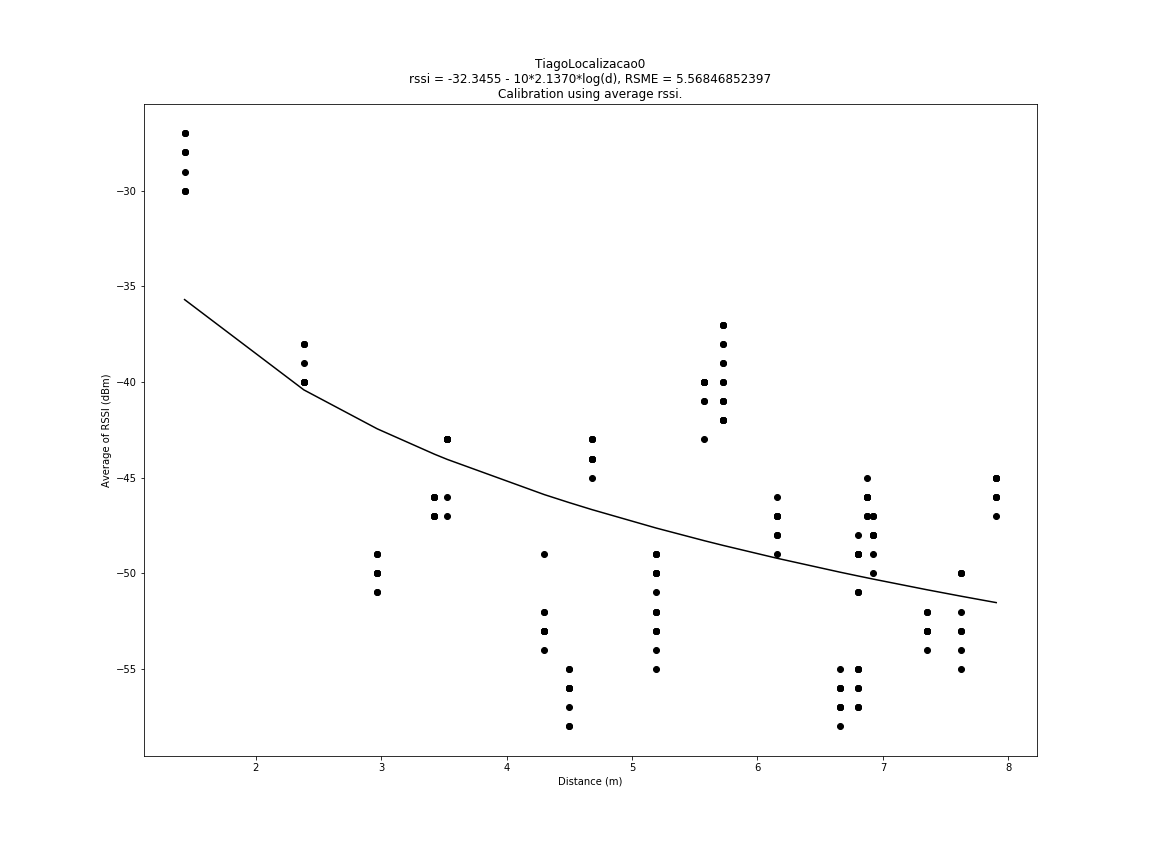 TiagoLocalizacao0
rssi = -32.3455 - 10*2.1370*log(d), RSME = 5.56846852397
Calibration using average rssi.
Average of RSSI (dBm)
−30
−35
−40
−45
−50
−55
2 3 4 5 6 7 8
Distance (m)